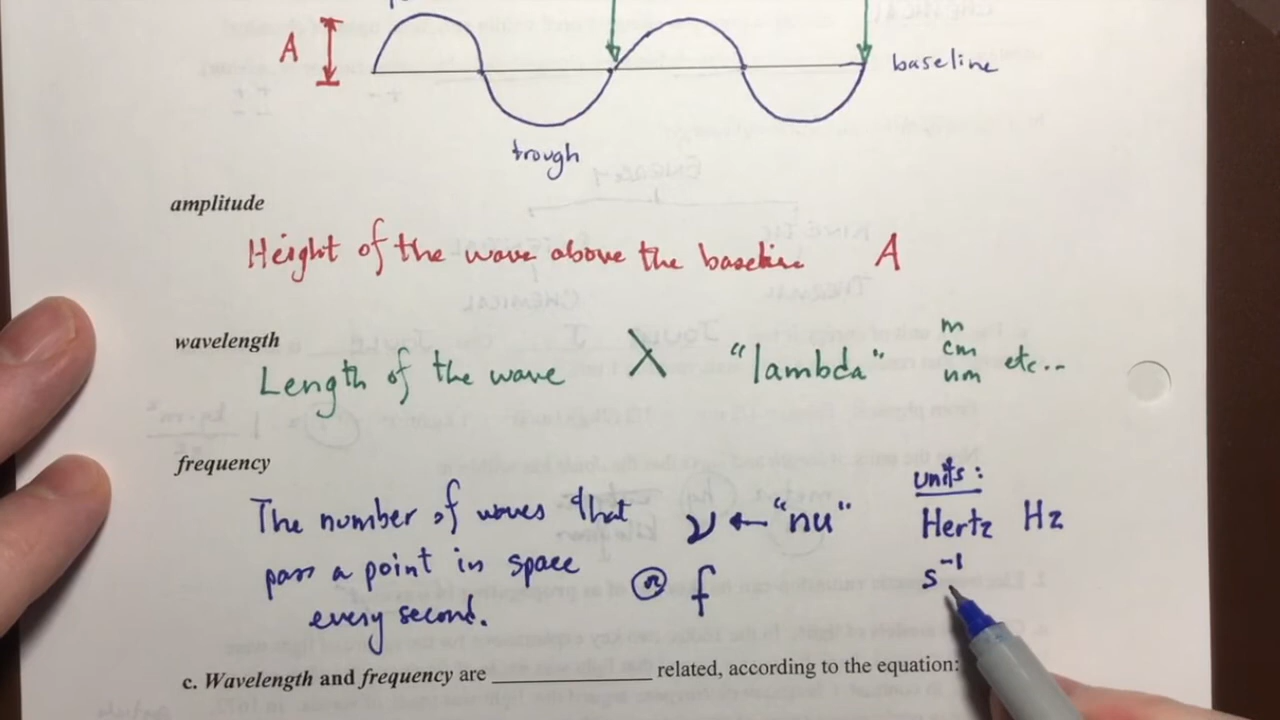 A
baseline
trough
amplitude
Height of the wave above the baseline A
wavelength
Length of the wave λ "lambda" m cm nm etc..
frequency
units:
The number of waves that ν ← "nu" Hertz Hz
pass a point in space or f s⁻¹
every second.
c. Wavelength and frequency are ____________ related, according to the equation: